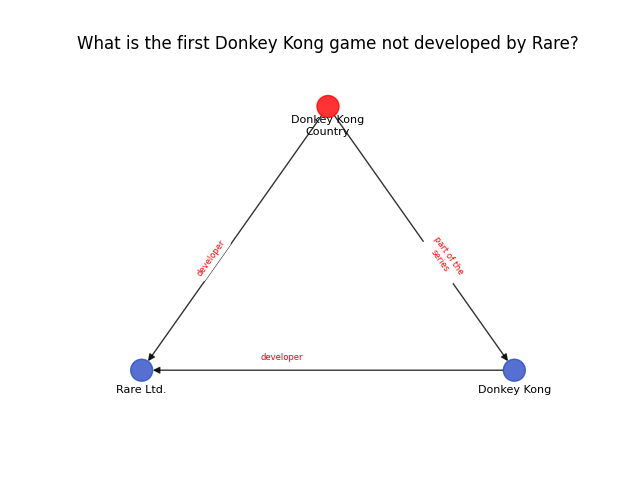 What is the first Donkey Kong game not developed by Rare?
Donkey Kong
Country
developer
part of the
series
developer
Rare Ltd.
Donkey Kong